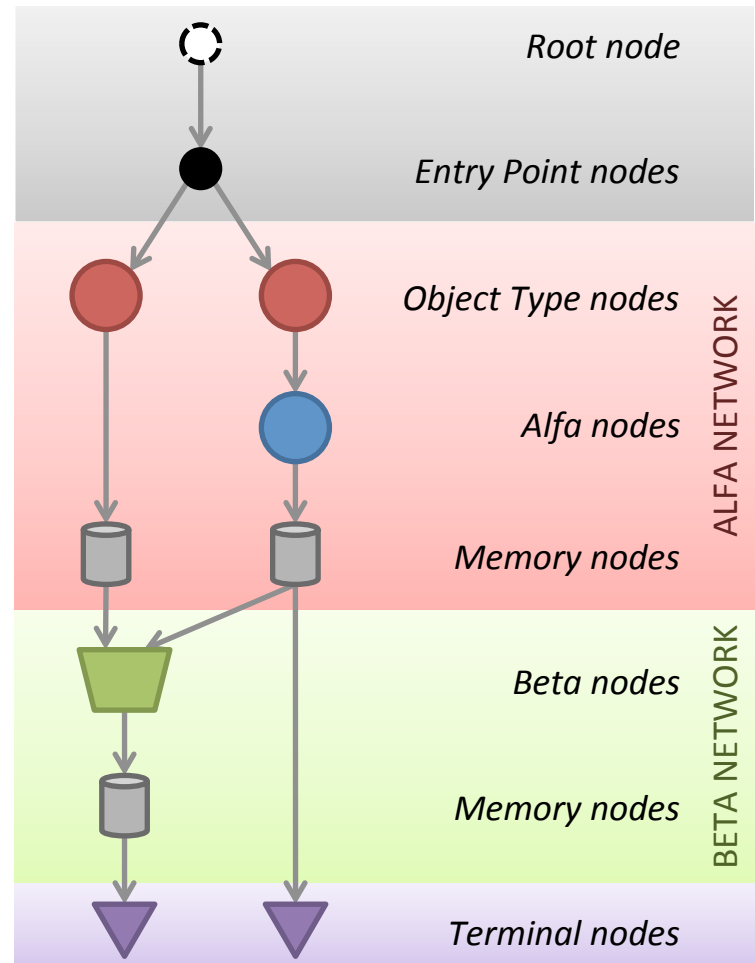 Root node
Entry Point nodes
Object Type nodes
Alfa nodes
Memory nodes
ALFA NETWORK
Beta nodes
Memory nodes
BETA NETWORK
Terminal nodes